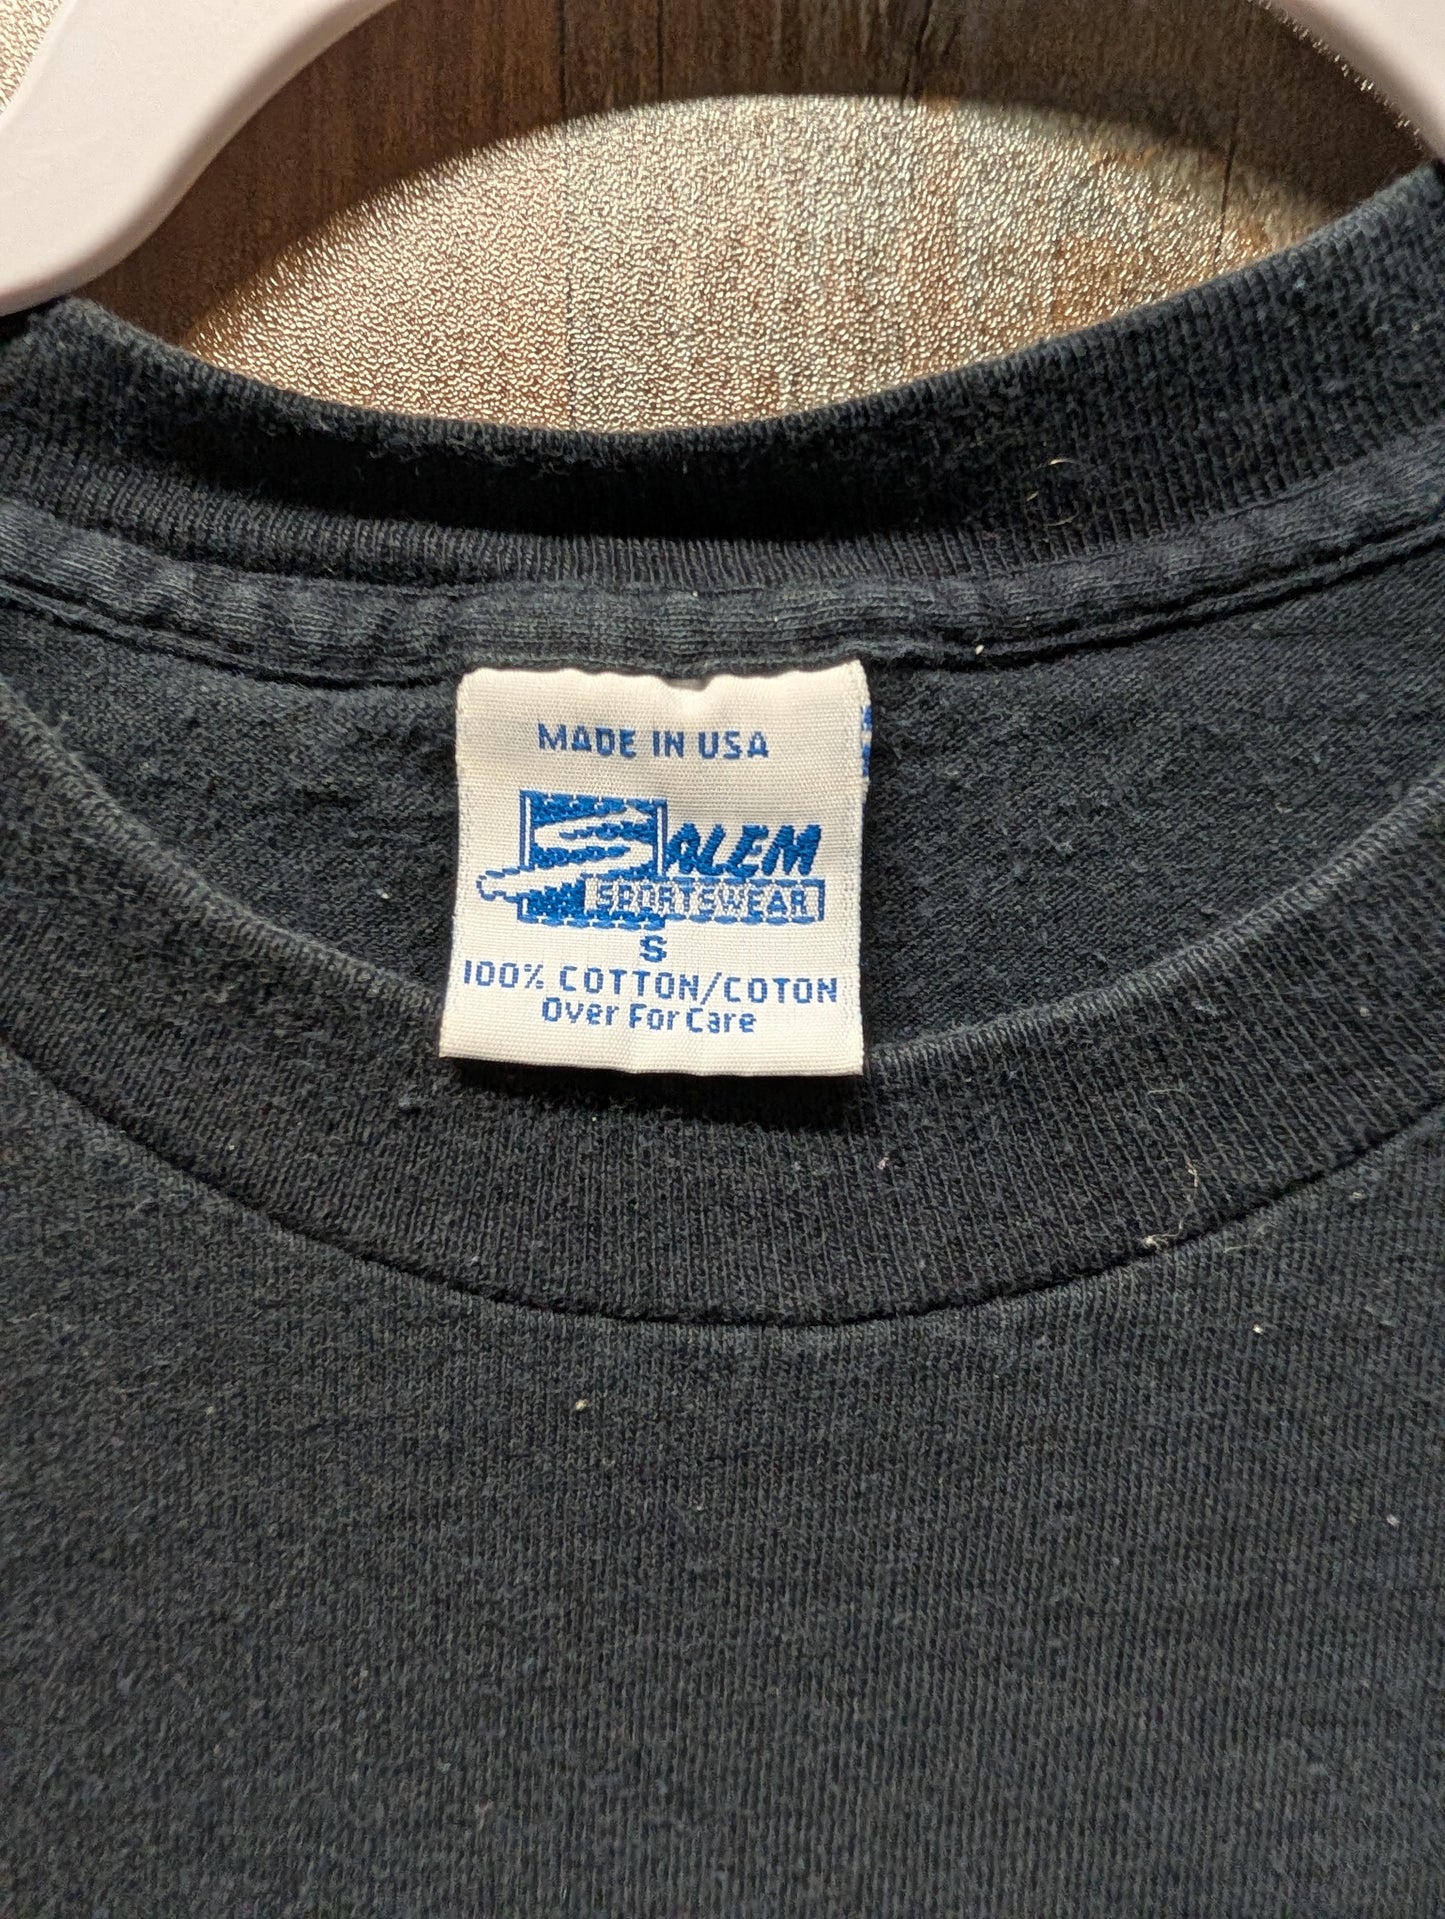 MADE IN USA
SALEM
SPORTSWEAR
S
100% COTTON/COTON
Over For Care